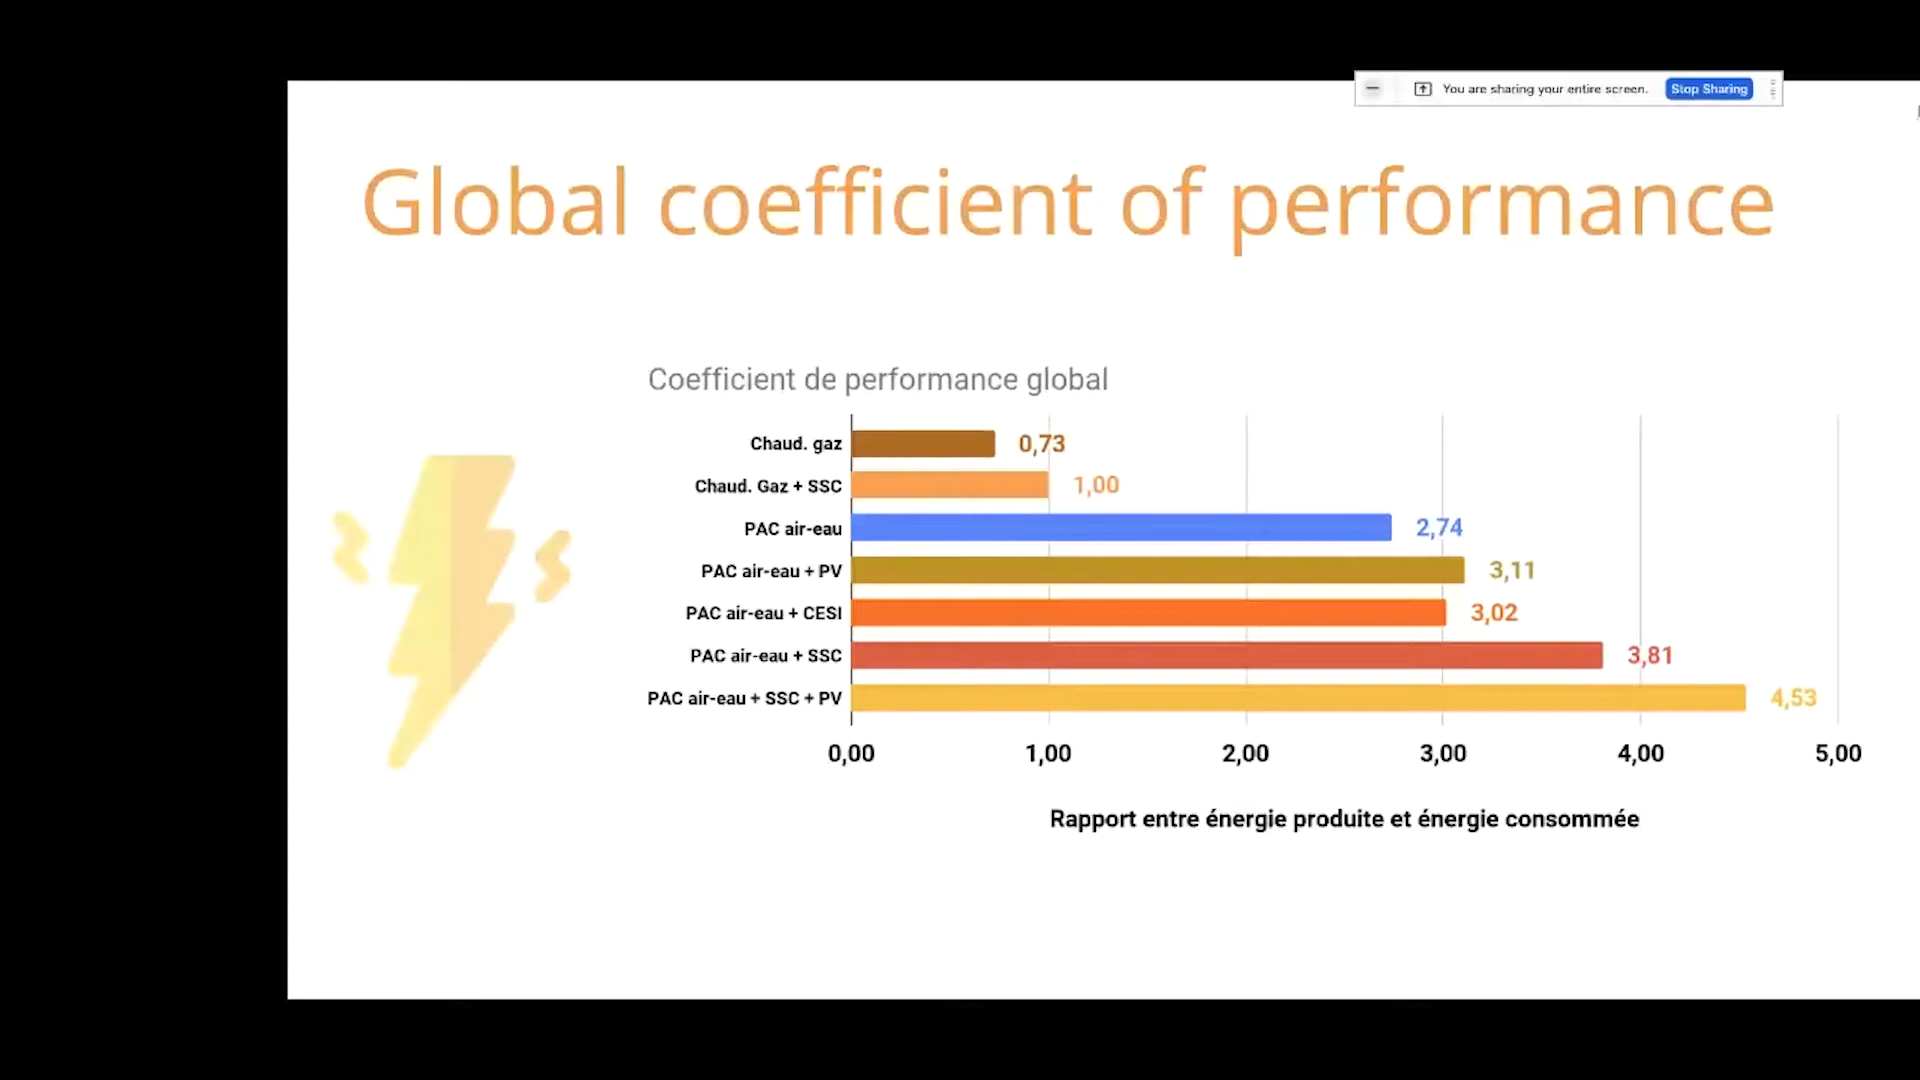 You are sharing your entire screen. Stop Sharing
Global coefficient of performance
Coefficient de performance global
Chaud. gaz 0,73
Chaud. Gaz + SSC 1,00
PAC air-eau 2,74
PAC air-eau + PV 3,11
PAC air-eau + CESI 3,02
PAC air-eau + SSC 3,81
PAC air-eau + SSC + PV 4,53
0,00 1,00 2,00 3,00 4,00 5,00
Rapport entre énergie produite et énergie consommée